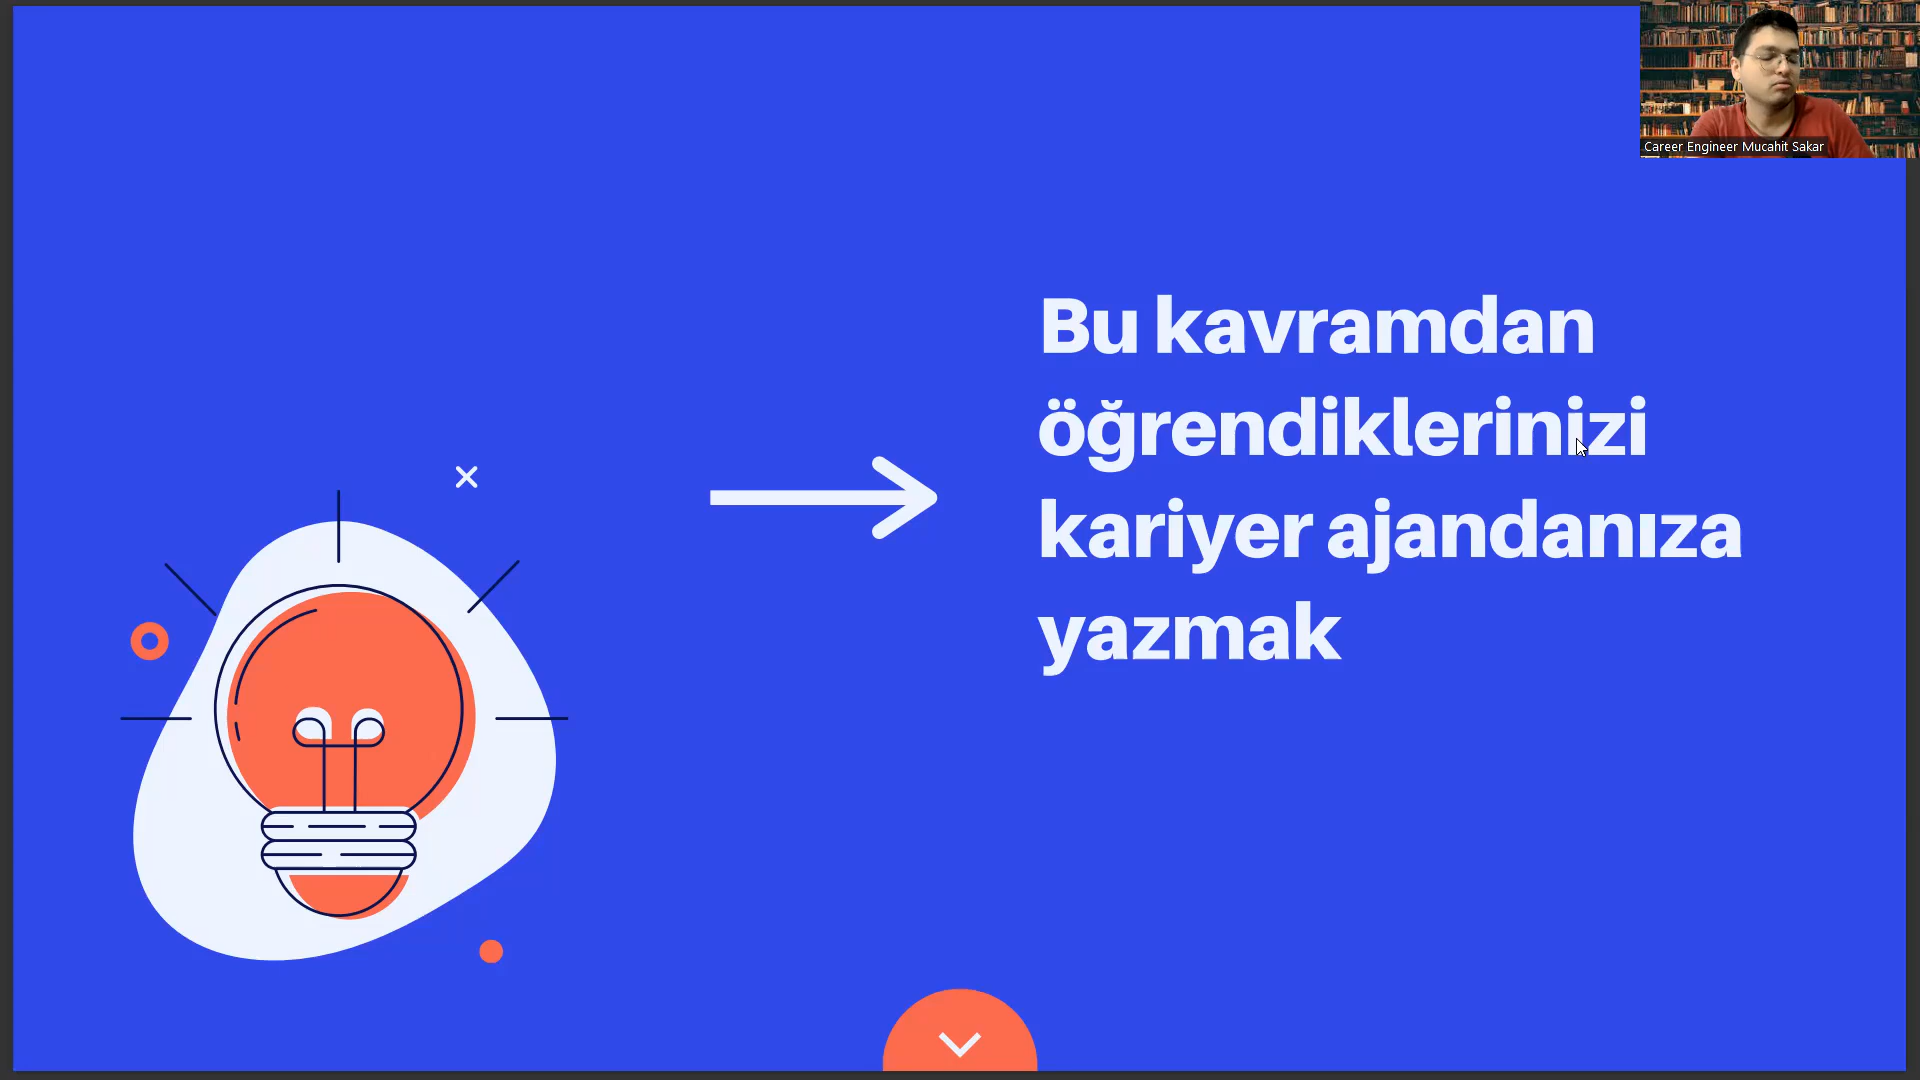 Career Engineer Mucahit Sakar
Bu kavramdan
öğrendiklerinizi
kariyer ajandanıza
yazmak